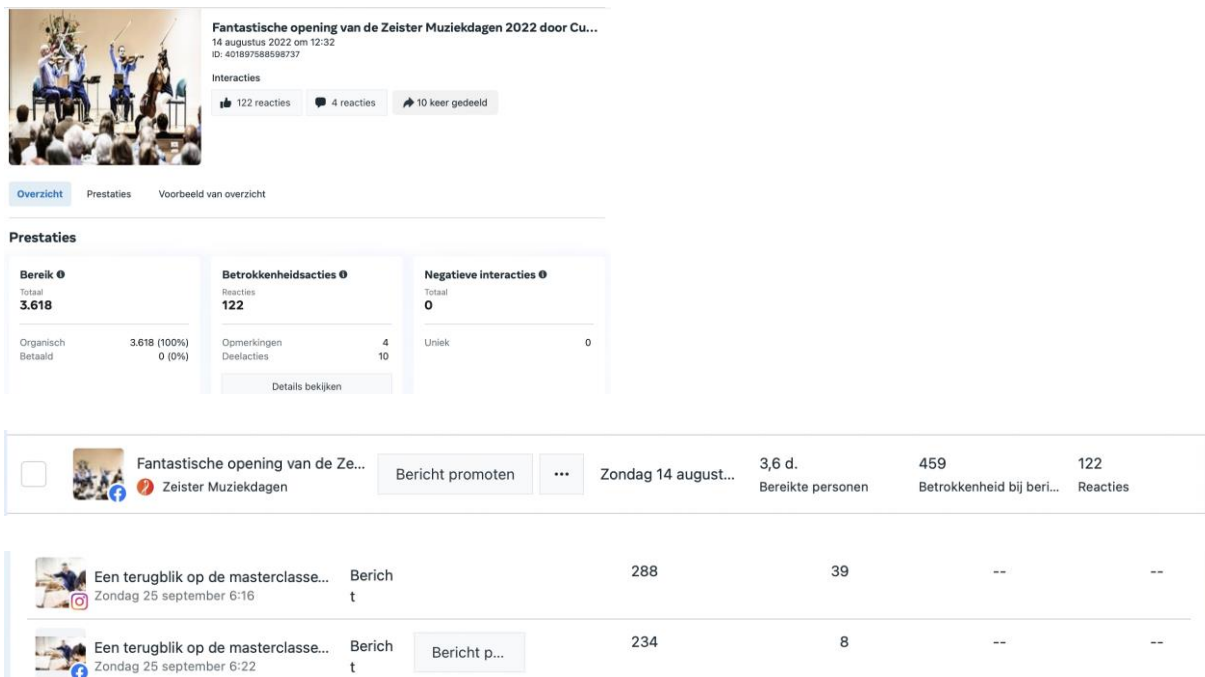 Fantastische opening van de Zeister Muziekdagen 2022 door Cu...
14 augustus 2022 om 12:32
ID: 401897588598737
Interacties
122 reacties 4 reacties 10 keer gedeeld
Overzicht Prestaties Voorbeeld van overzicht
Prestaties
Bereik Betrokkenheidsacties Negatieve interacties
Totaal Reacties Totaal
3.618 122 0
Organisch 3.618 (100%) Opmerkingen 4 Uniek 0
Betaald 0 (0%) Deelacties 10
Details bekijken
Fantastische opening van de Ze... Bericht promoten ... Zondag 14 august... 3,6 d. 459 122
Zeister Muziekdagen Bereikte personen Betrokkenheid bij beri... Reacties
Een terugblik op de masterclasse... Berich 288 39 -- --
Zondag 25 september 6:16 t
Een terugblik op de masterclasse... Berich Bericht p... 234 8 -- --
Zondag 25 september 6:22 t